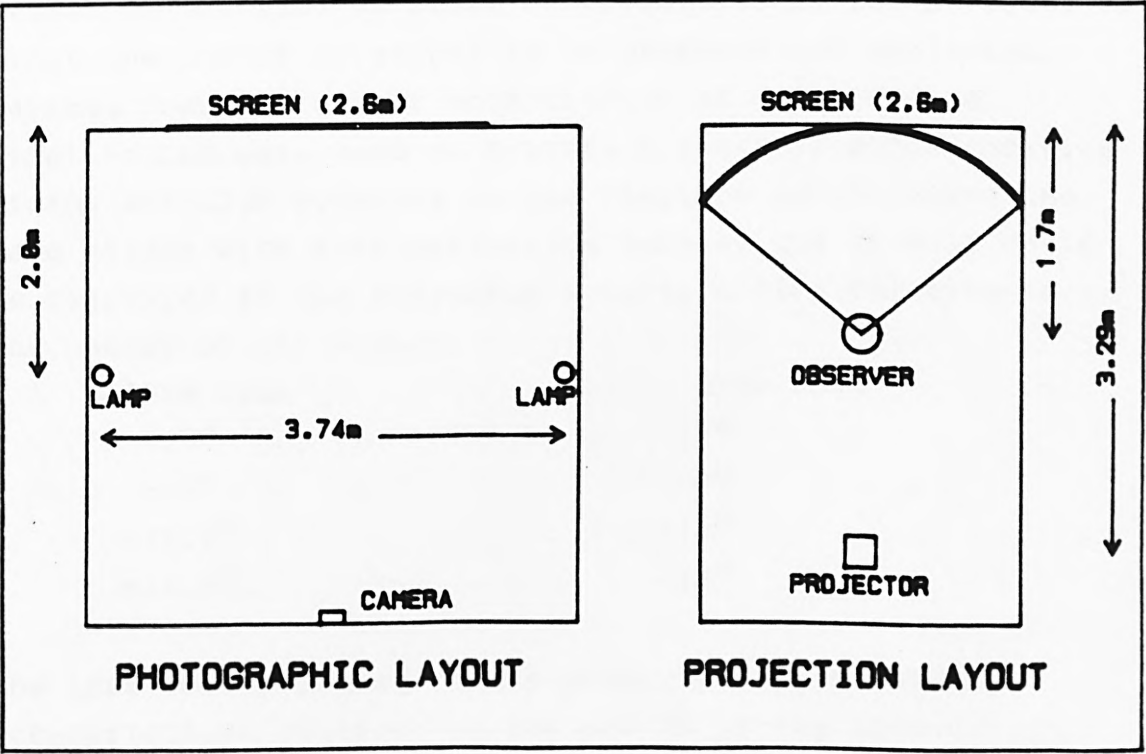 SCREEN (2.6m)
2.0m
LAMP
LAMP
3.74m
CAMERA
PHOTOGRAPHIC LAYOUT
SCREEN (2.6m)
1.7m
3.29m
OBSERVER
PROJECTOR
PROJECTION LAYOUT